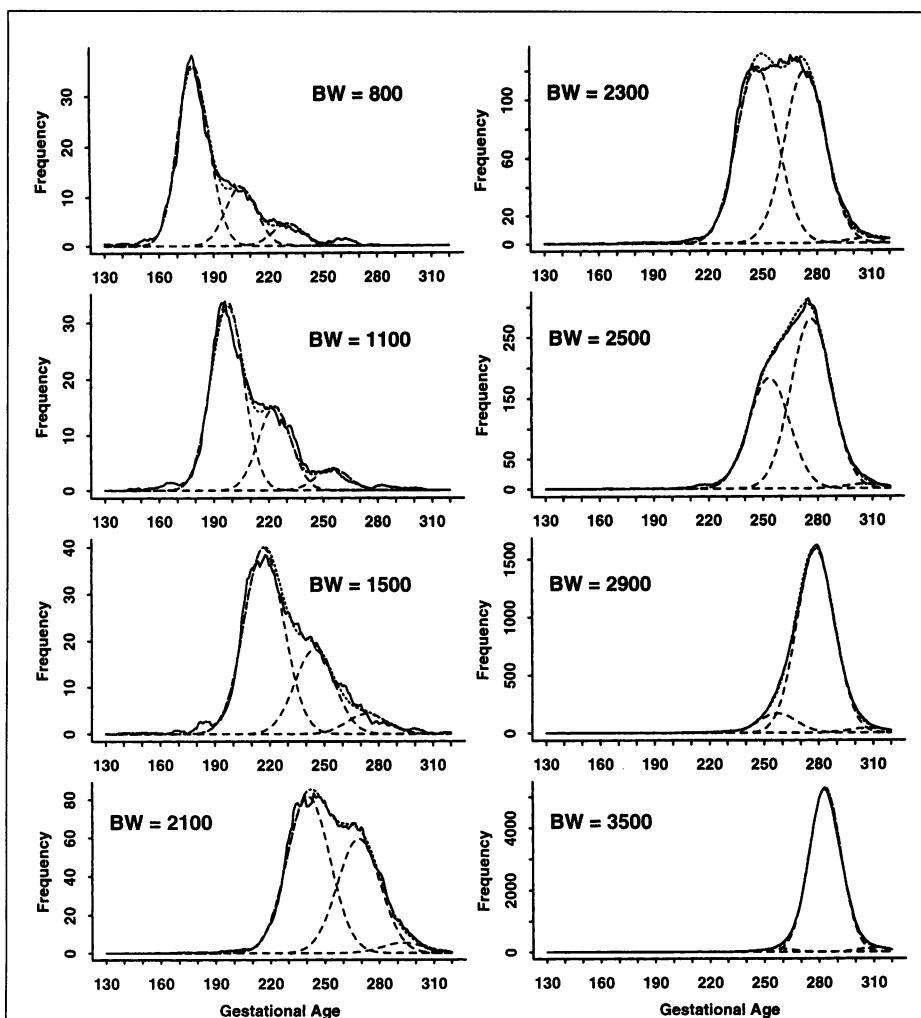 BW = 800
Frequency
0 10 20 30
130 160 190 220 250 280 310
BW = 1100
Frequency
0 10 20 30
130 160 190 220 250 280 310
BW = 1500
Frequency
0 10 20 30 40
130 160 190 220 250 280 310
BW = 2100
Frequency
0 20 40 60 80
130 160 190 220 250 280 310
Gestational Age
BW = 2300
Frequency
0 20 60 100
130 160 190 220 250 280 310
BW = 2500
Frequency
0 50 150 250
130 160 190 220 250 280 310
BW = 2900
Frequency
0 500 1000 1500
130 160 190 220 250 280 310
BW = 3500
Frequency
0 2000 4000
130 160 190 220 250 280 310
Gestational Age